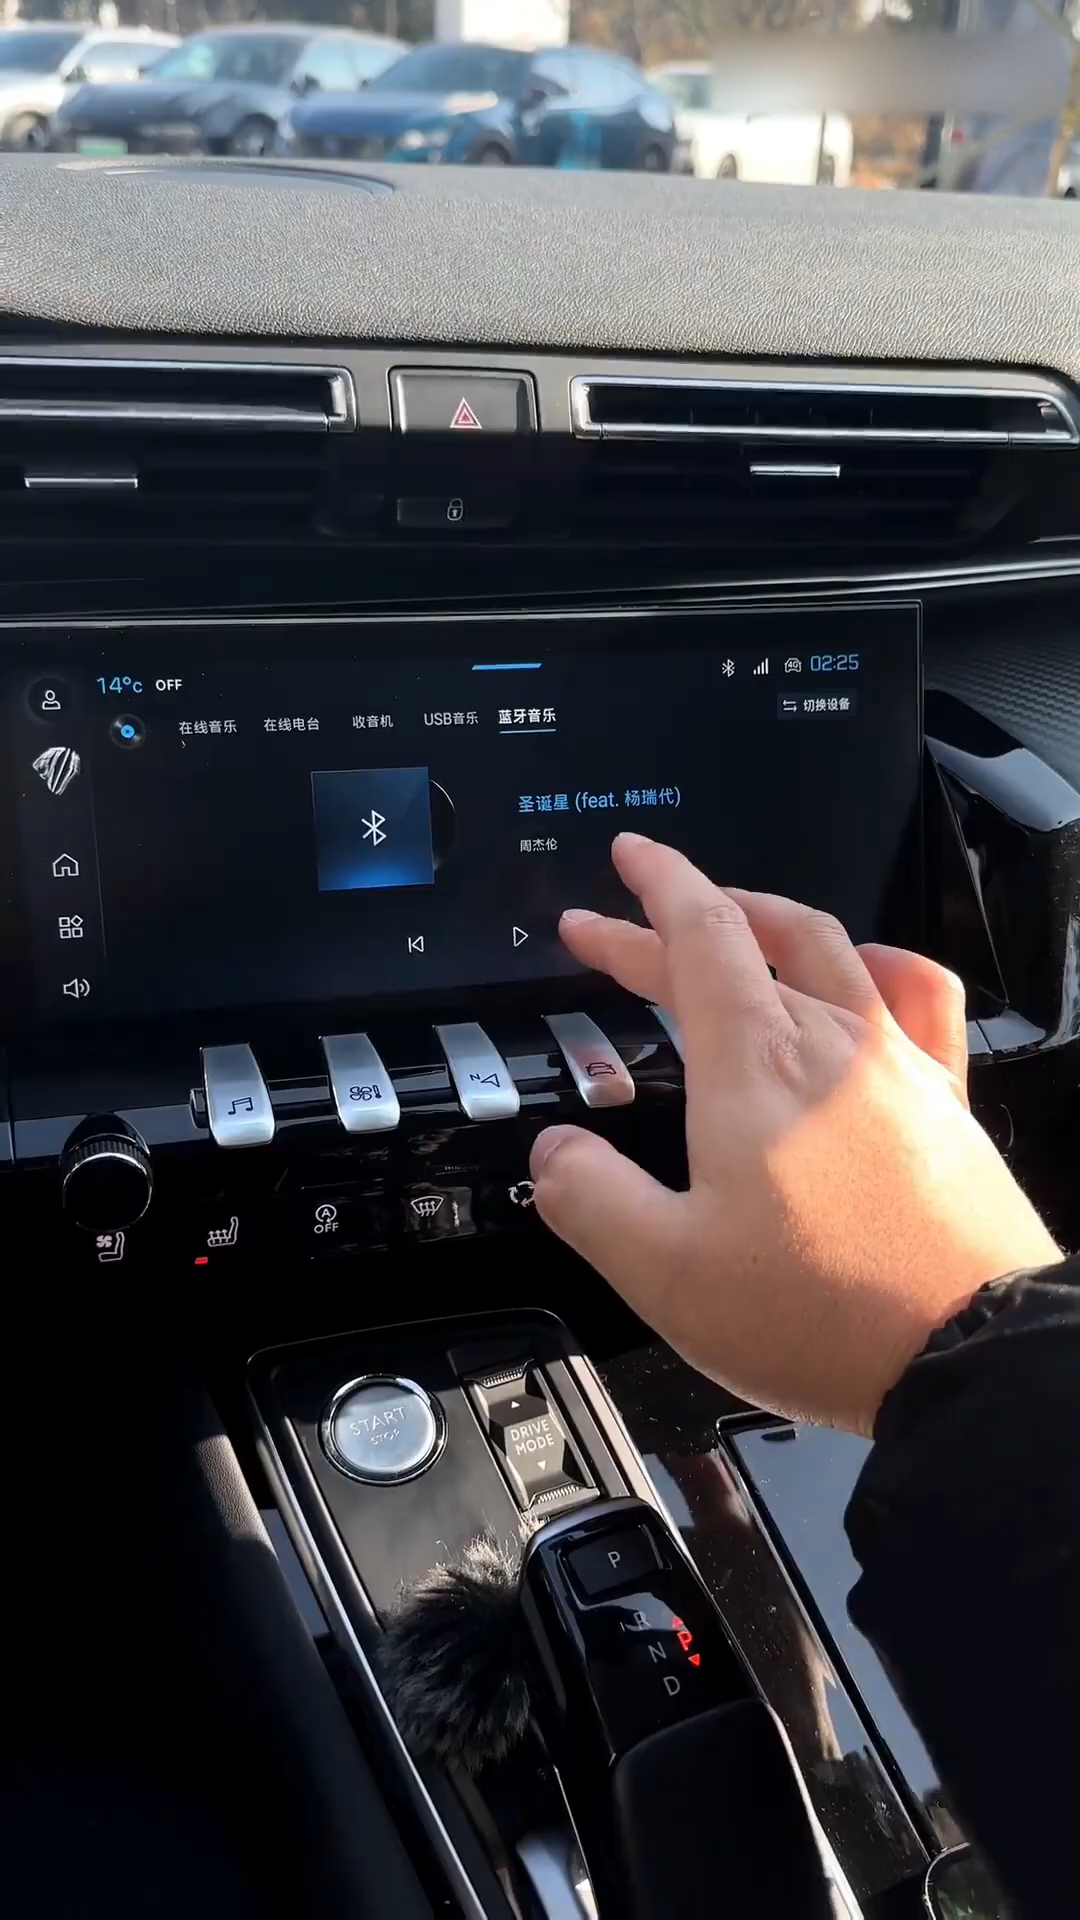 14°C OFF
4G 02:25
在线音乐 在线电台 收音机 USB音乐 蓝牙音乐
切换设备
圣诞星 (feat. 杨瑞代)
周杰伦
N
A
OFF
START
STOP
DRIVE
MODE
P
R
P
N
D